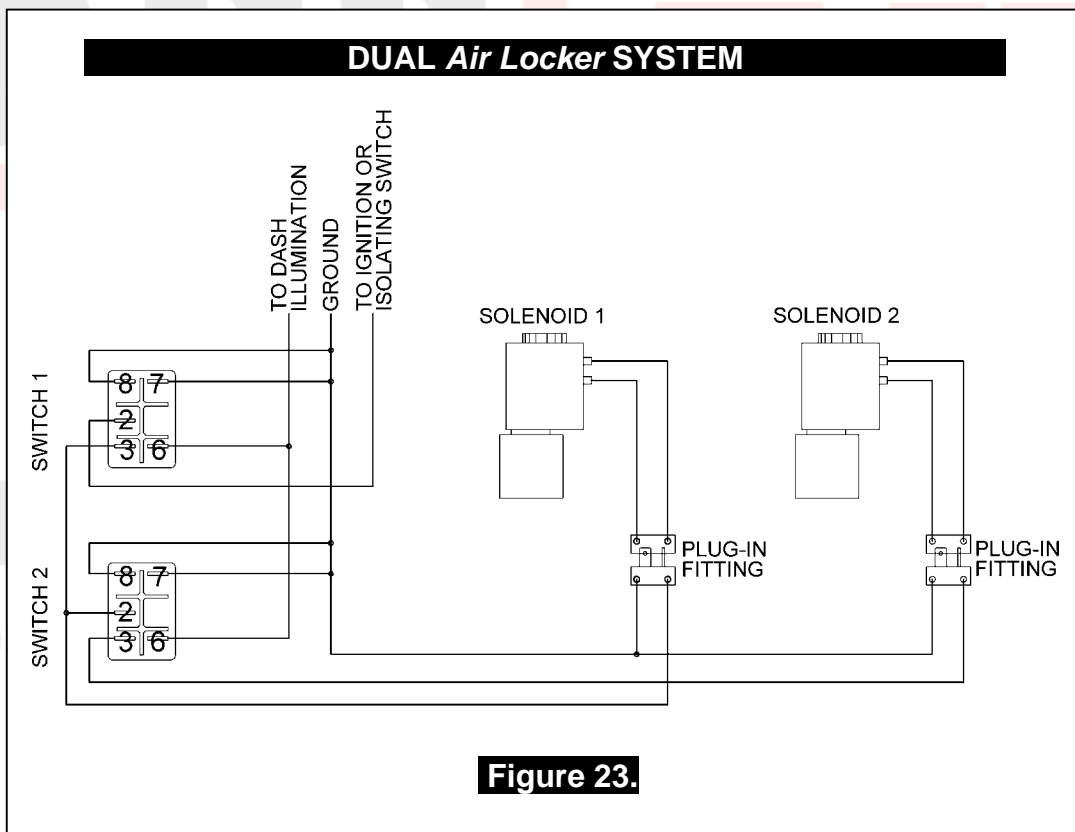 DUAL Air Locker SYSTEM
TO DASH
ILLUMINATION
GROUND
TO IGNITION OR
ISOLATING SWITCH
SOLENOID 1
SOLENOID 2
SWITCH 1
8 7
2
3 6
PLUG-IN
FITTING
PLUG-IN
FITTING
SWITCH 2
8 7
2
3 6
Figure 23.